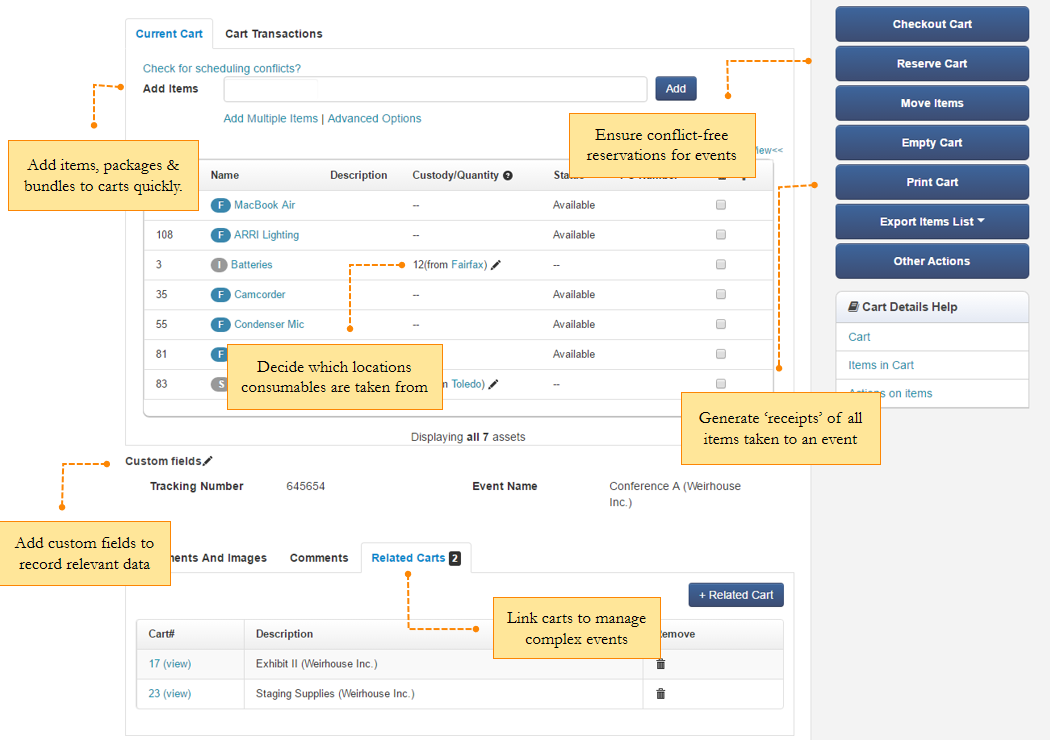 Current Cart Cart Transactions
Check for scheduling conflicts?
Add Items Add
Add Multiple Items | Advanced Options
Add items, packages &
bundles to carts quickly.
Ensure conflict-free
reservations for events
Name Description Custody/Quantity
F MacBook Air -- Available
108 F ARRI Lighting -- Available
3 I Batteries 12(from Fairfax) --
35 F Camcorder -- Available
55 F Condenser Mic -- Available
81 F Available
83 S Toledo) --
Decide which locations
consumables are taken from
Displaying all 7 assets
Custom fields
Tracking Number 645654 Event Name Conference A (Weirhouse
Inc.)
Add custom fields to
record relevant data
And Images Comments Related Carts 2
+ Related Cart
Link carts to manage
complex events
Cart# Description
17 (view) Exhibit II (Weirhouse Inc.)
23 (view) Staging Supplies (Weirhouse Inc.)
Checkout Cart
Reserve Cart
Move Items
Empty Cart
Print Cart
Export Items List
Other Actions
Cart Details Help
Cart
Items in Cart
on items
Generate ‘receipts’ of all
items taken to an event